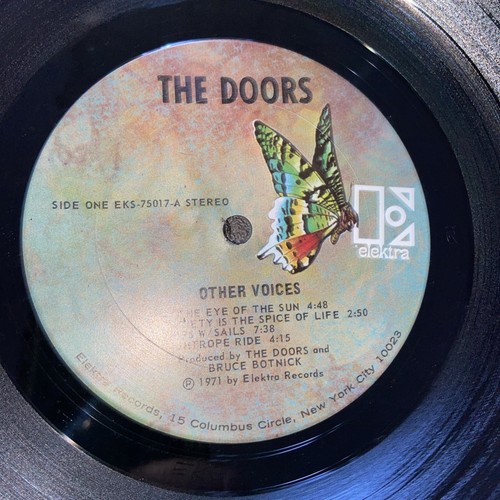 THE DOORS
SIDE ONE EKS-75017-A STEREO
elektra
OTHER VOICES
THE EYE OF THE SUN 4:48
IS THE SPICE OF LIFE 2:50
W/ SAILS 7:38
RIDE 4:15
Produced by THE DOORS and
BRUCE BOTNICK
Ⓟ 1971 by Elektra Records
Elektra Records, 15 Columbus Circle, New York City 10023